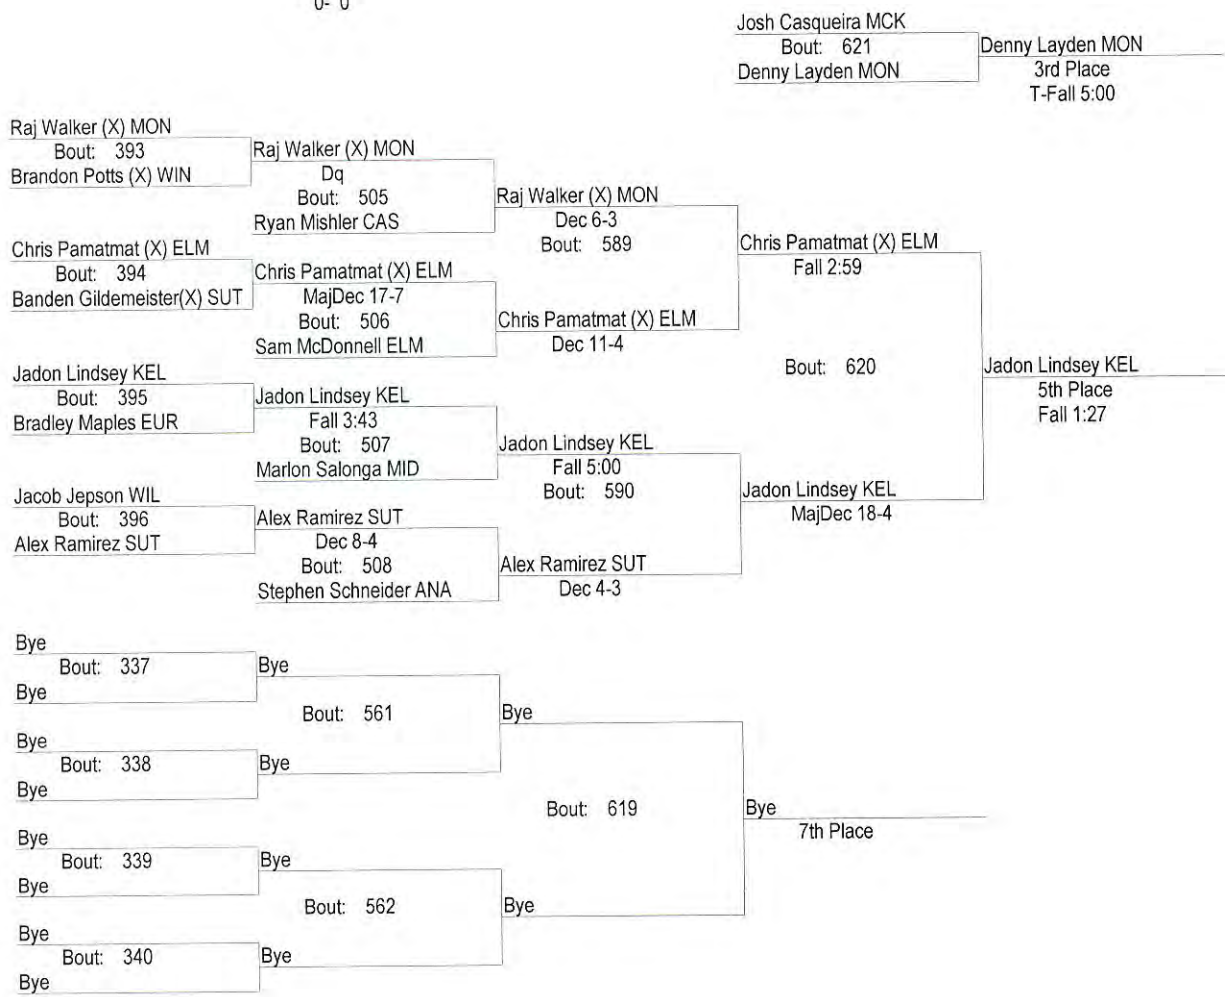 0- 0
Josh Casqueira MCK
Bout: 621
Denny Layden MON
Denny Layden MON
3rd Place
T-Fall 5:00
Raj Walker (X) MON
Bout: 393
Brandon Potts (X) WIN
Raj Walker (X) MON
Dq
Bout: 505
Ryan Mishler CAS
Raj Walker (X) MON
Dec 6-3
Bout: 589
Chris Pamatmat (X) ELM
Fall 2:59
Chris Pamatmat (X) ELM
Bout: 394
Banden Gildemeister(X) SUT
Chris Pamatmat (X) ELM
MajDec 17-7
Bout: 506
Sam McDonnell ELM
Chris Pamatmat (X) ELM
Dec 11-4
Bout: 620
Jadon Lindsey KEL
5th Place
Fall 1:27
Jadon Lindsey KEL
Bout: 395
Bradley Maples EUR
Jadon Lindsey KEL
Fall 3:43
Bout: 507
Marlon Salonga MID
Jadon Lindsey KEL
Fall 5:00
Bout: 590
Jadon Lindsey KEL
MajDec 18-4
Jacob Jepson WIL
Bout: 396
Alex Ramirez SUT
Alex Ramirez SUT
Dec 8-4
Bout: 508
Stephen Schneider ANA
Alex Ramirez SUT
Dec 4-3
Bye
Bout: 337
Bye
Bye
Bout: 561
Bye
Bye
Bout: 338
Bye
Bye
Bout: 619
Bye
7th Place
Bye
Bout: 339
Bye
Bye
Bout: 562
Bye
Bye
Bout: 340
Bye
Bye